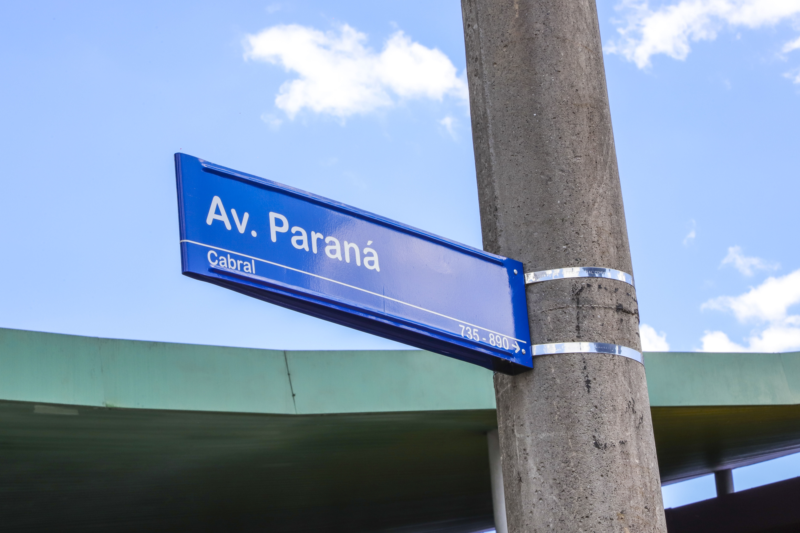 Av. Paraná
Cabral
735 - 890 →